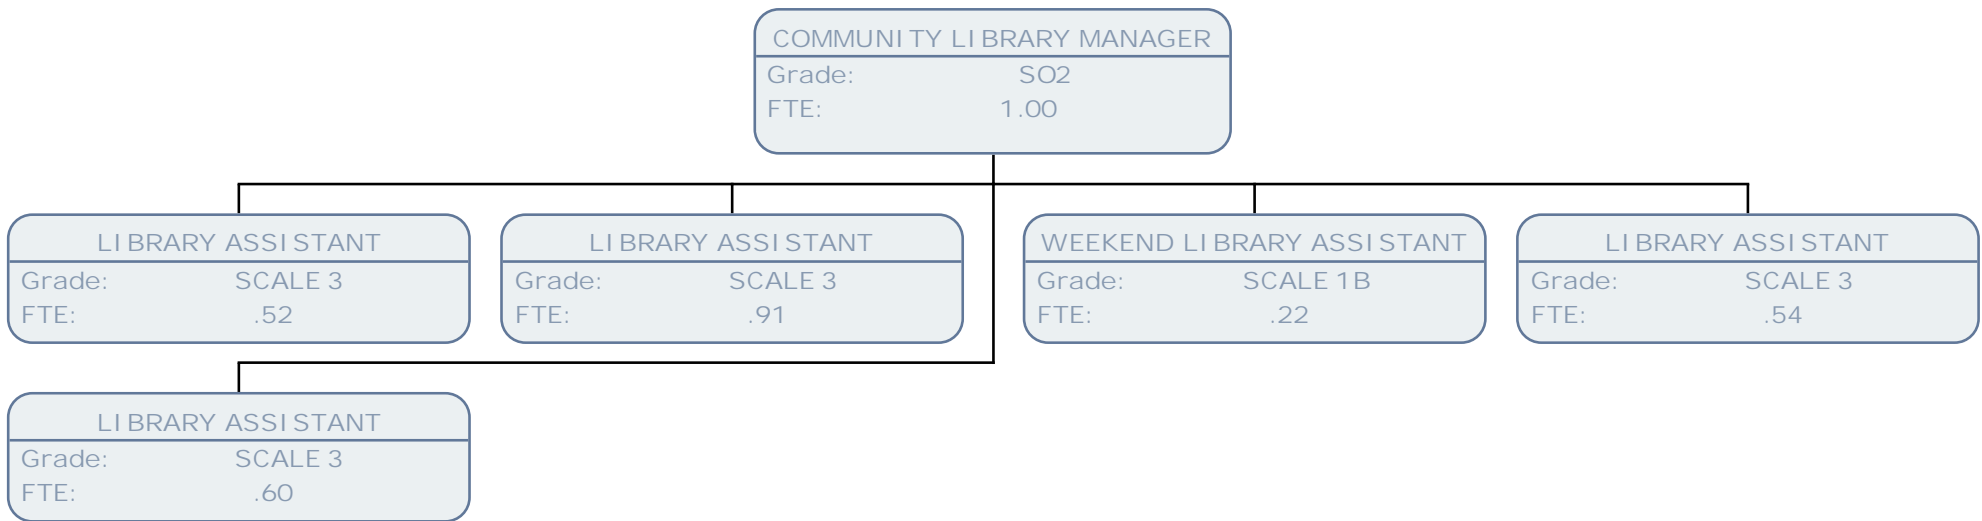 COMMUNITY LIBRARY MANAGER
Grade: SO2
FTE: 1.00
LIBRARY ASSISTANT
Grade: SCALE 3
FTE: .52
LIBRARY ASSISTANT
Grade: SCALE 3
FTE: .91
WEEKEND LIBRARY ASSISTANT
Grade: SCALE 1B
FTE: .22
LIBRARY ASSISTANT
Grade: SCALE 3
FTE: .54
LIBRARY ASSISTANT
Grade: SCALE 3
FTE: .60